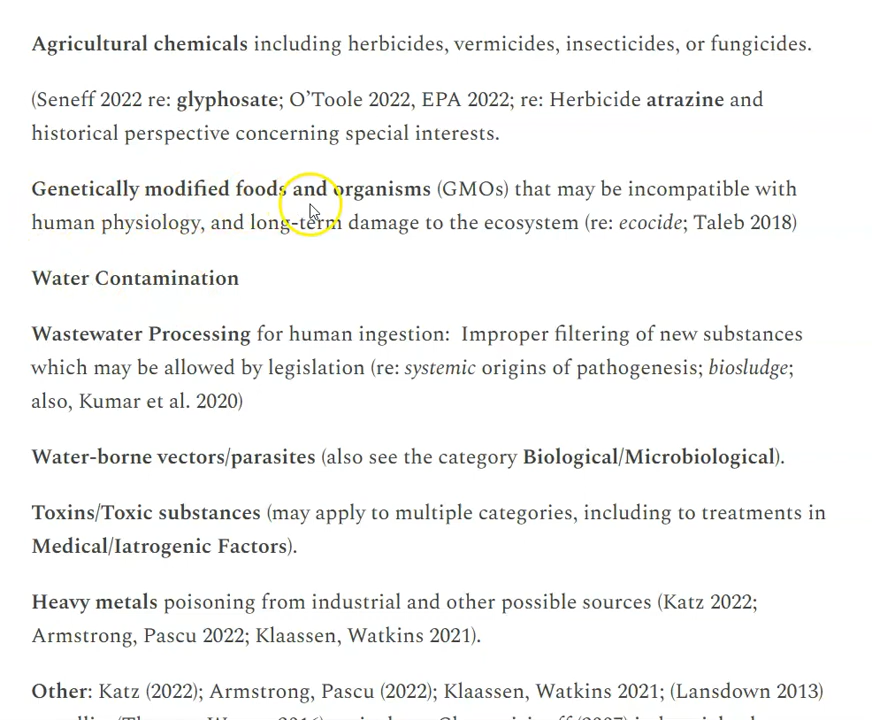 Agricultural chemicals including herbicides, vermicides, insecticides, or fungicides.
(Seneff 2022 re: glyphosate; O’Toole 2022, EPA 2022; re: Herbicide atrazine and
historical perspective concerning special interests.
Genetically modified foods and organisms (GMOs) that may be incompatible with
human physiology, and long-term damage to the ecosystem (re: ecocide; Taleb 2018)
Water Contamination
Wastewater Processing for human ingestion:  Improper filtering of new substances
which may be allowed by legislation (re: systemic origins of pathogenesis; biosludge;
also, Kumar et al. 2020)
Water-borne vectors/parasites (also see the category Biological/Microbiological).
Toxins/Toxic substances (may apply to multiple categories, including to treatments in
Medical/Iatrogenic Factors).
Heavy metals poisoning from industrial and other possible sources (Katz 2022;
Armstrong, Pascu 2022; Klaassen, Watkins 2021).
Other: Katz (2022); Armstrong, Pascu (2022); Klaassen, Watkins 2021; (Lansdown 2013)